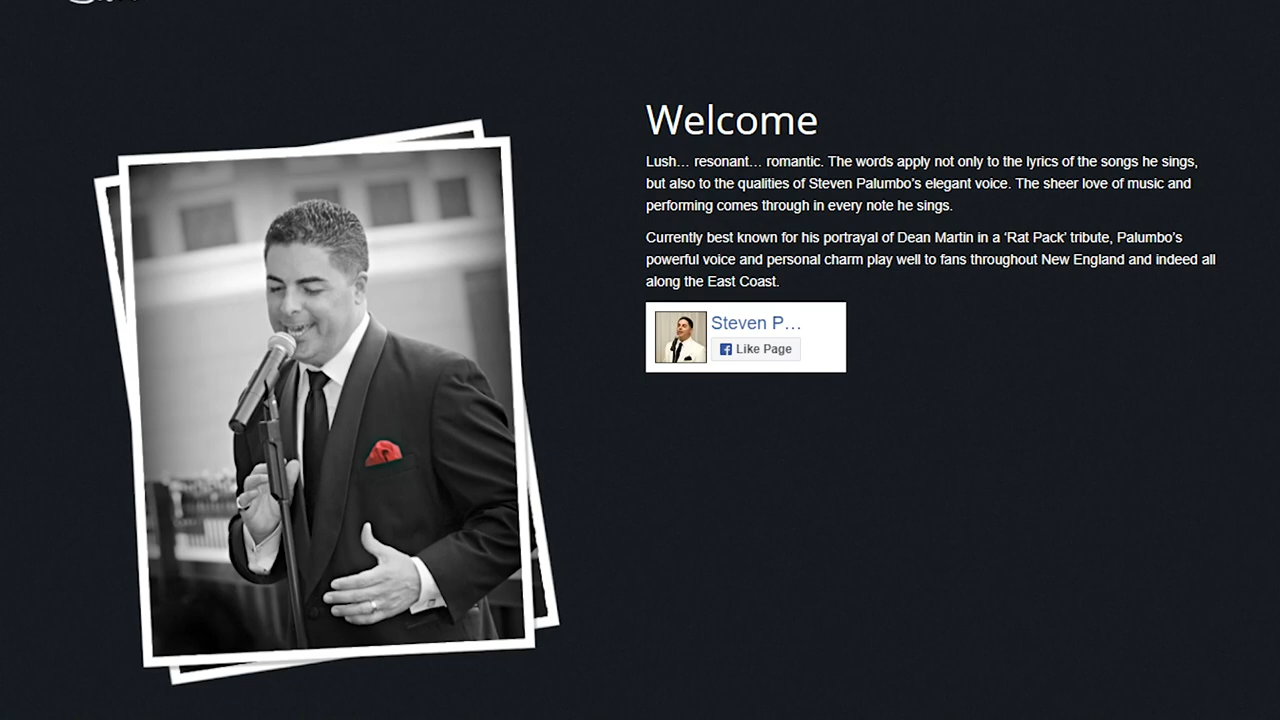 Welcome
Lush… resonant… romantic. The words apply not only to the lyrics of the songs he sings,
but also to the qualities of Steven Palumbo’s elegant voice. The sheer love of music and
performing comes through in every note he sings.
Currently best known for his portrayal of Dean Martin in a ‘Rat Pack’ tribute, Palumbo’s
powerful voice and personal charm play well to fans throughout New England and indeed all
along the East Coast.
Steven P…
Like Page